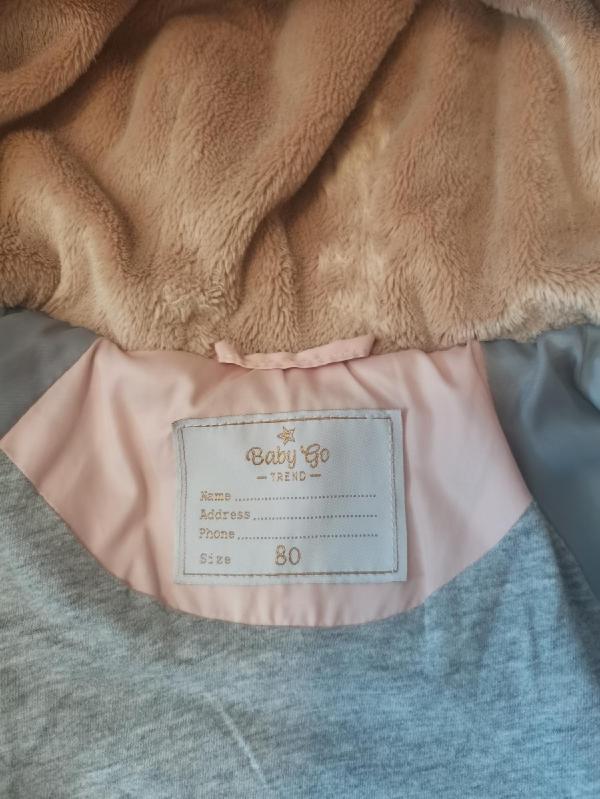 Baby Go
— TREND —
Name
Address
Phone
Size 80